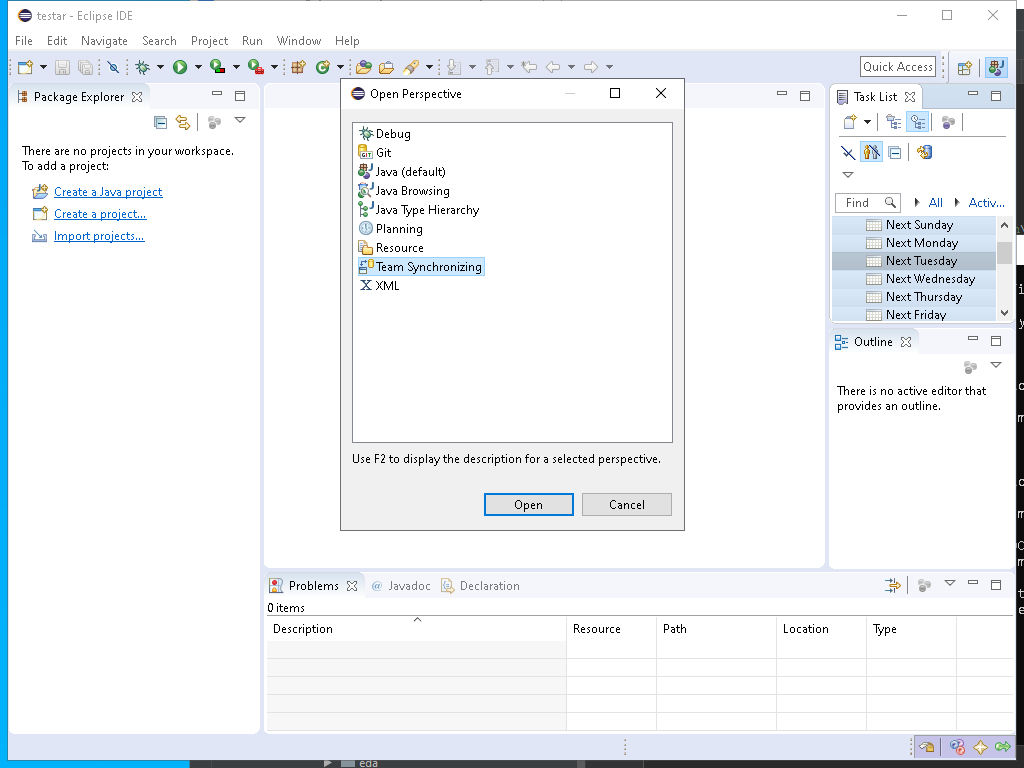 testar - Eclipse IDE
File Edit Navigate Search Project Run Window Help
Quick Access
Package Explorer
There are no projects in your workspace.
To add a project:
Create a Java project
Create a project...
Import projects...
Open Perspective
Debug
Git
Java (default)
Java Browsing
Java Type Hierarchy
Planning
Resource
Team Synchronizing
XML
Use F2 to display the description for a selected perspective.
Open Cancel
Task List
Find All Activ...
Next Sunday
Next Monday
Next Tuesday
Next Wednesday
Next Thursday
Next Friday
Outline
There is no active editor that
provides an outline.
Problems @ Javadoc Declaration
0 items
Description Resource Path Location Type
eda